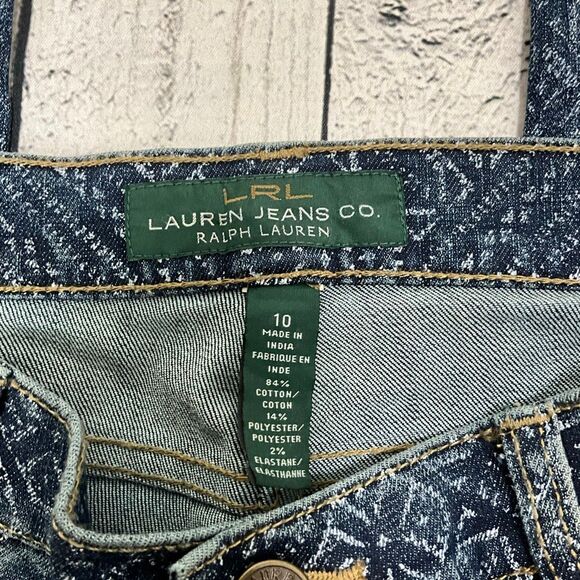 LRL
LAUREN JEANS CO.
RALPH LAUREN
10
MADE IN
INDIA
FABRIQUE EN
INDE
84%
COTTON/
COTON
14%
POLYESTER/
POLYESTER
2%
ELASTANE/
ELASTHANNE